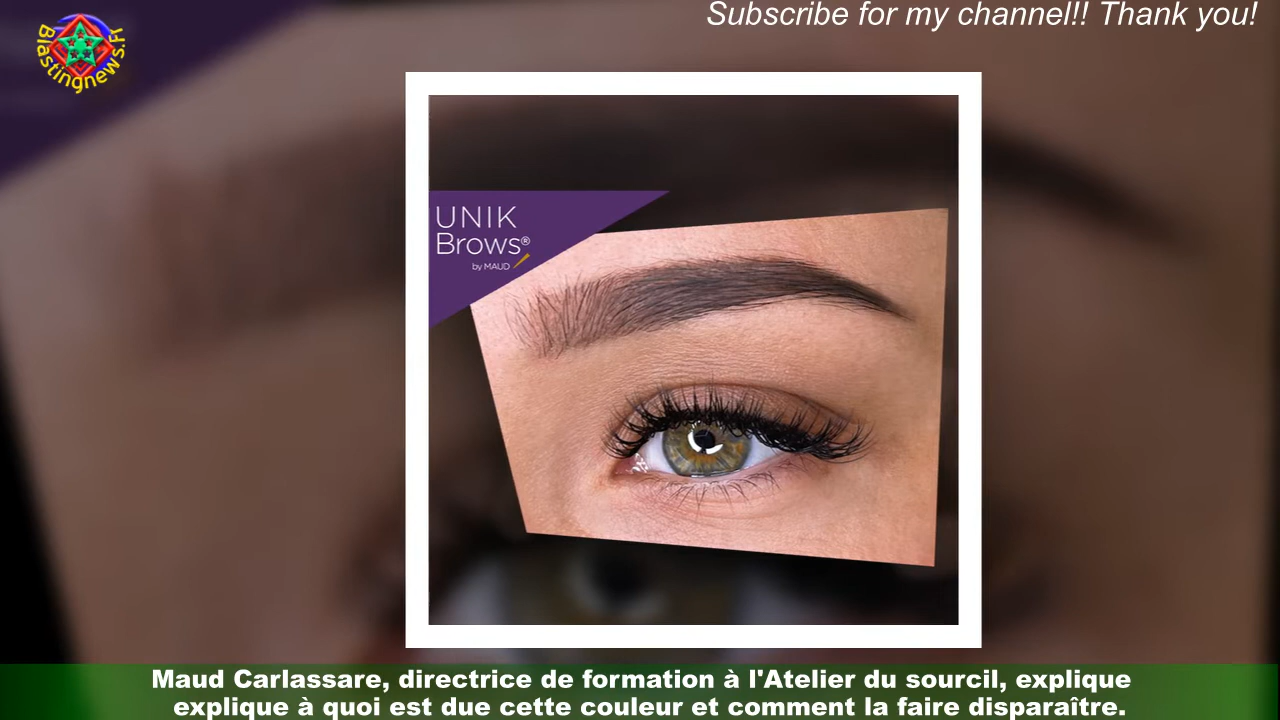 Subscribe for my channel!! Thank you!
Blastingnews.Fr
UNIK
Brows®
by MAUD
Maud Carlassare, directrice de formation à l'Atelier du sourcil, explique
explique à quoi est due cette couleur et comment la faire disparaître.